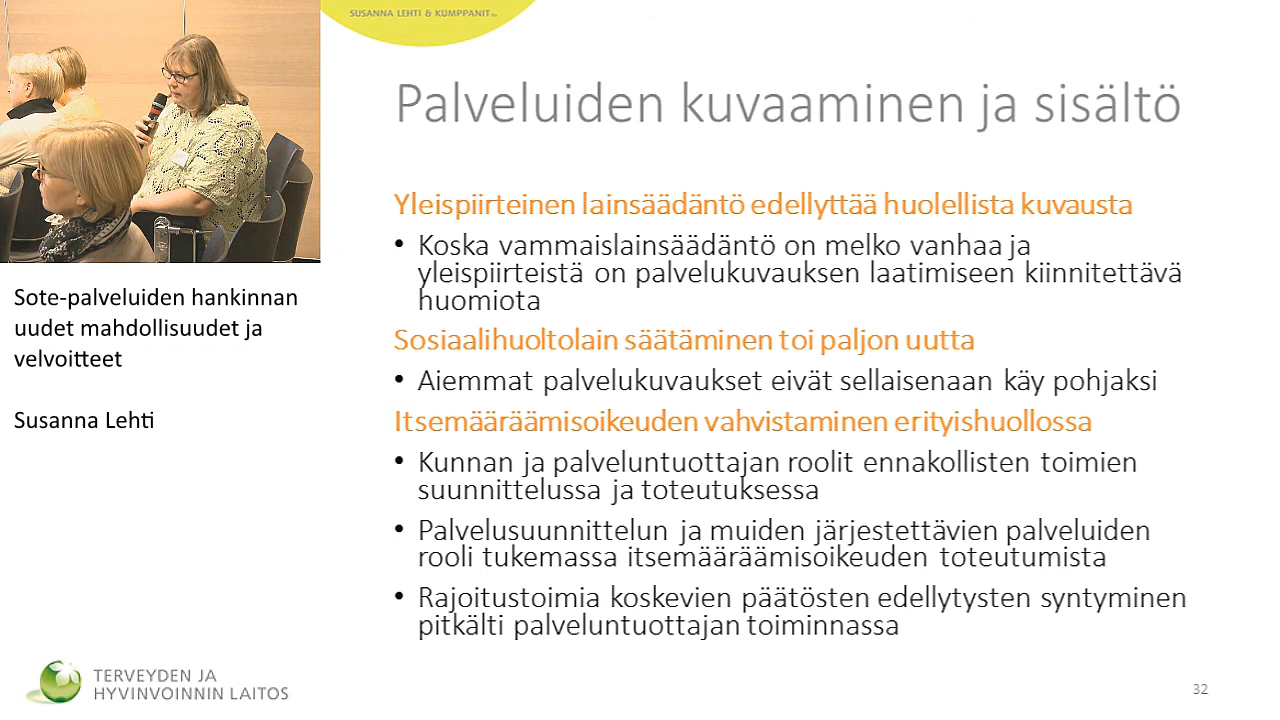 SUSANNA LEHTI & KUMPPANIT
Palveluiden kuvaaminen ja sisältö
Yleispiirteinen lainsäädäntö edellyttää huolellista kuvausta
• Koska vammaislainsäädäntö on melko vanhaa ja
yleispiirteistä on palvelukuvauksen laatimiseen kiinnitettävä
huomiota
Sosiaalihuoltolain säätäminen toi paljon uutta
• Aiemmat palvelukuvaukset eivät sellaisenaan käy pohjaksi
Itsemääräämisoikeuden vahvistaminen erityishuollossa
• Kunnan ja palveluntuottajan roolit ennakollisten toimien
suunnittelussa ja toteutuksessa
• Palvelusuunnittelun ja muiden järjestettävien palveluiden
rooli tukemassa itsemääräämisoikeuden toteutumista
• Rajoitustoimia koskevien päätösten edellytysten syntyminen
pitkälti palveluntuottajan toiminnassa
Sote-palveluiden hankinnan
uudet mahdollisuudet ja
velvoitteet
Susanna Lehti
TERVEYDEN JA
HYVINVOINNIN LAITOS
32